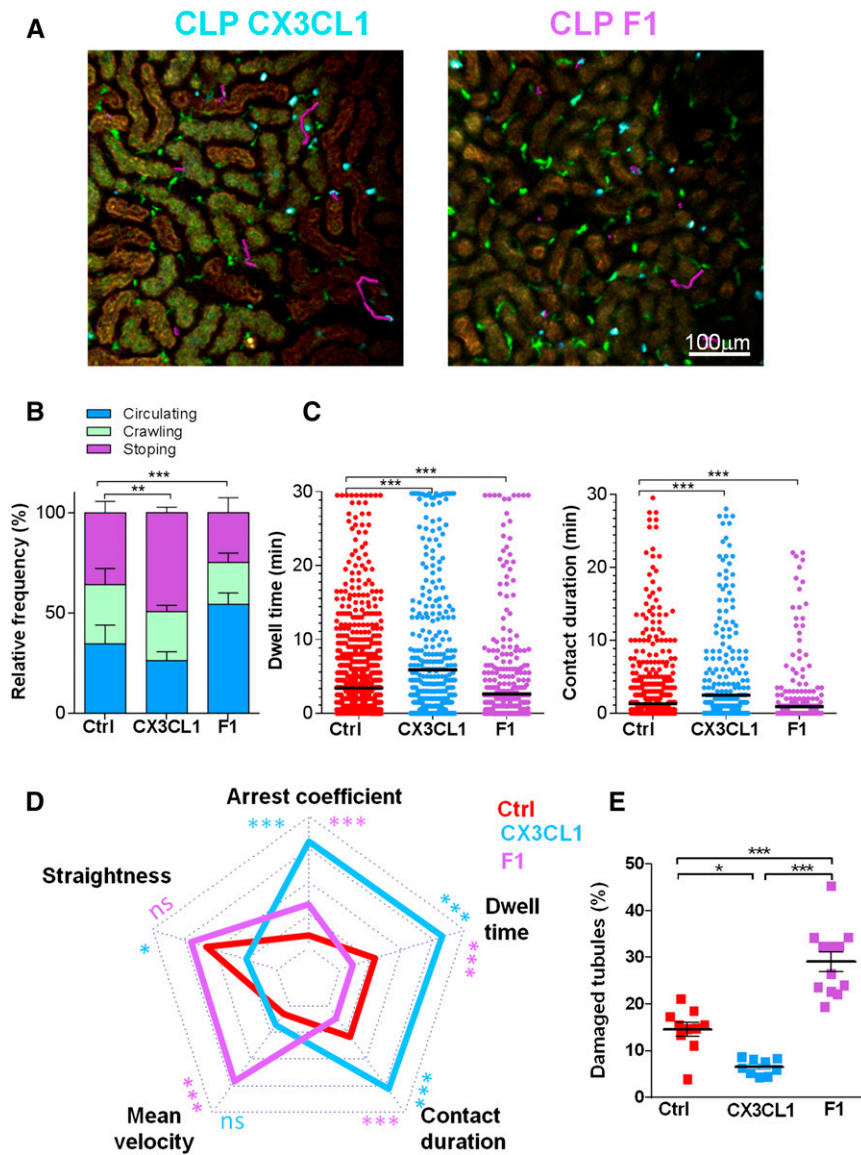 A
CLP CX3CL1
CLP F1
100µm
B
Circulating
Crawling
Stoping
***
**
Relative frequency (%)
100
50
0
Ctrl
CX3CL1
F1
C
***
***
Dwell time (min)
30
20
10
0
Ctrl
CX3CL1
F1
***
***
Contact duration (min)
30
20
10
0
Ctrl
CX3CL1
F1
D
Arrest coefficient
*** ***
Ctrl
CX3CL1
F1
Straightness
ns
*
Dwell
time
***
***
Mean
velocity
***
ns
Contact
duration
***
***
E
***
* ***
Damaged tubules (%)
50
40
30
20
10
0
Ctrl
CX3CL1
F1